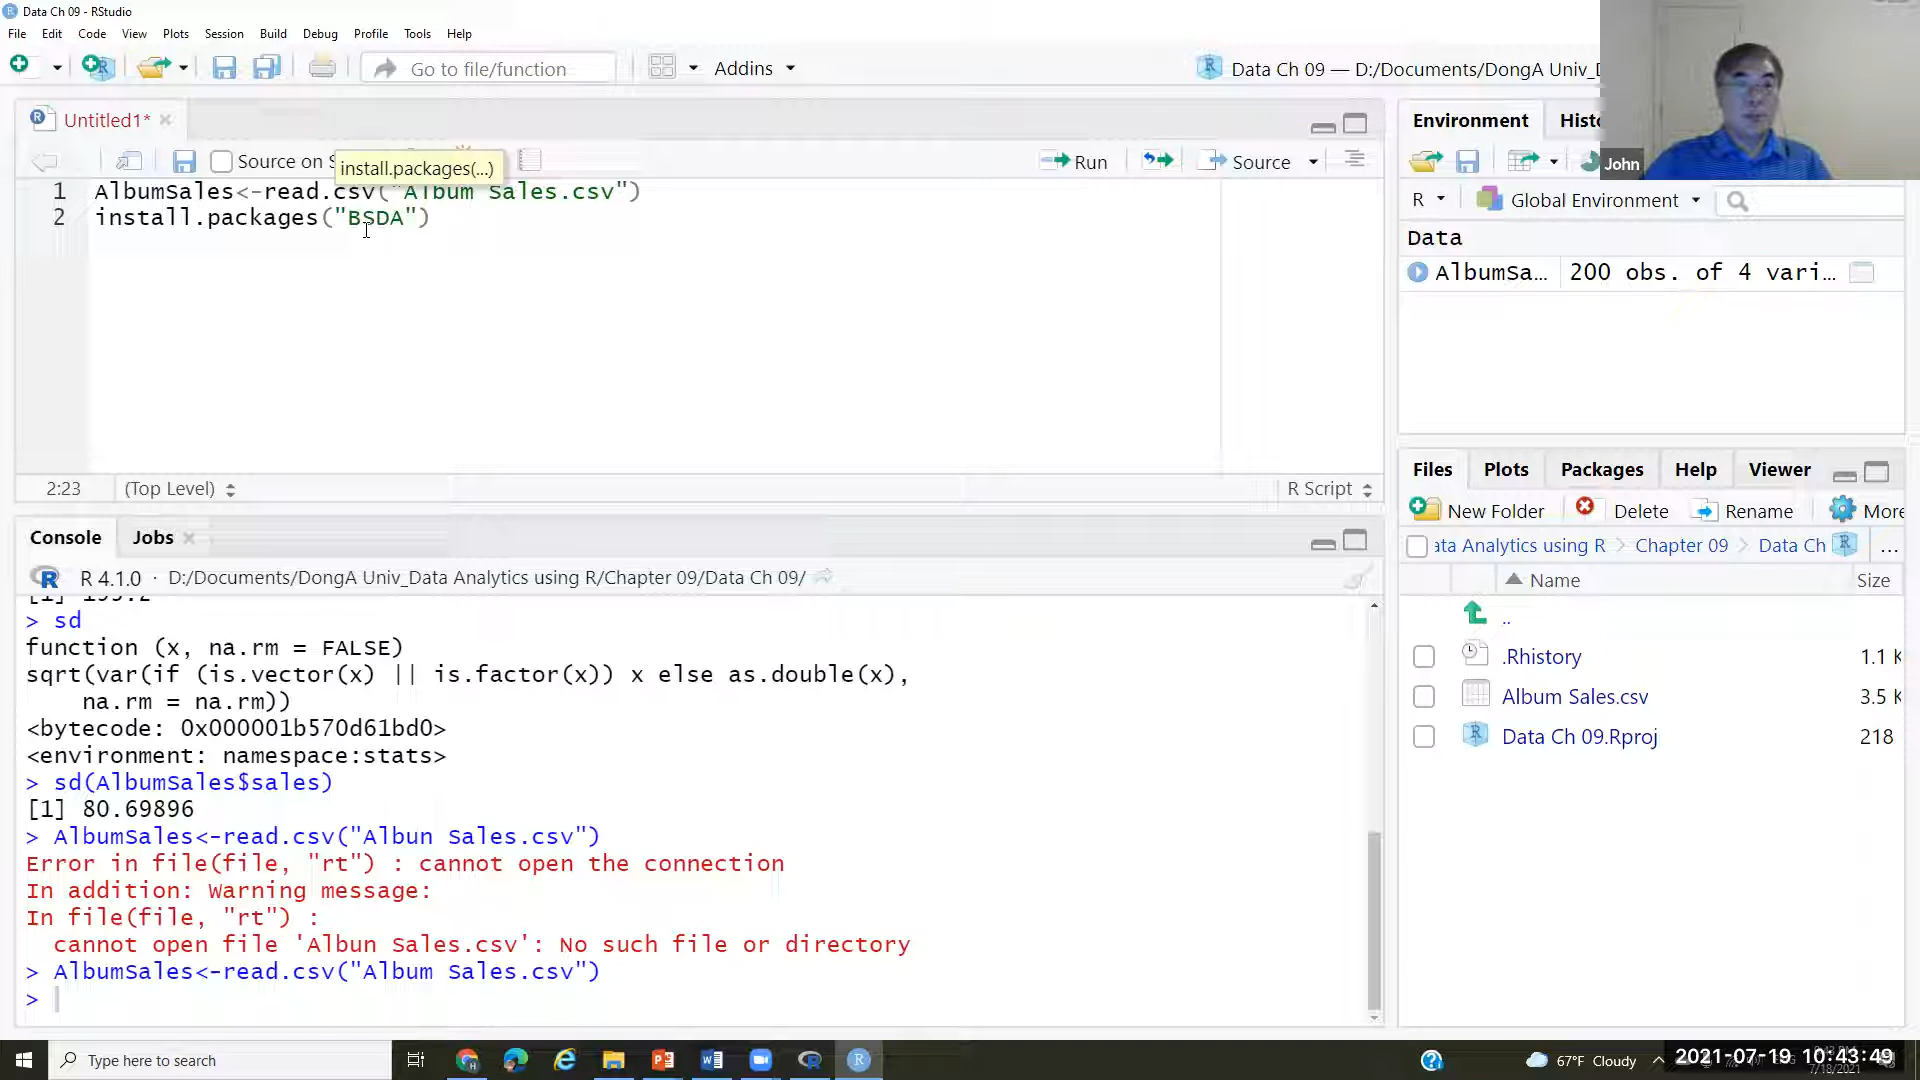 Data Ch 09 - RStudio
File Edit Code View Plots Session Build Debug Profile Tools Help
Go to file/function Addins Data Ch 09 — D:/Documents/DongA Univ_D
Untitled1*
Source on S
install.packages(...)
Run Source
1 AlbumSales<-read.csv("Album Sales.csv")
2 install.packages("BSDA")
2:23 (Top Level) R Script
Console Jobs
R 4.1.0 · D:/Documents/DongA Univ_Data Analytics using R/Chapter 09/Data Ch 09/
> sd
function (x, na.rm = FALSE)
sqrt(var(if (is.vector(x) || is.factor(x)) x else as.double(x),
na.rm = na.rm))
<bytecode: 0x000001b570d61bd0>
<environment: namespace:stats>
> sd(AlbumSales$sales)
[1] 80.69896
> AlbumSales<-read.csv("Albun Sales.csv")
Error in file(file, "rt") : cannot open the connection
In addition: Warning message:
In file(file, "rt") :
cannot open file 'Albun Sales.csv': No such file or directory
> AlbumSales<-read.csv("Album Sales.csv")
>
Environment Histo
John
R Global Environment
Data
AlbumSa... 200 obs. of 4 vari...
Files Plots Packages Help Viewer
New Folder Delete Rename More
ata Analytics using R > Chapter 09 > Data Ch ...
Name Size
..
.Rhistory 1.1 K
Album Sales.csv 3.5 K
Data Ch 09.Rproj 218
Type here to search
67°F Cloudy
2021-07-19 10:43:49
7/18/2021